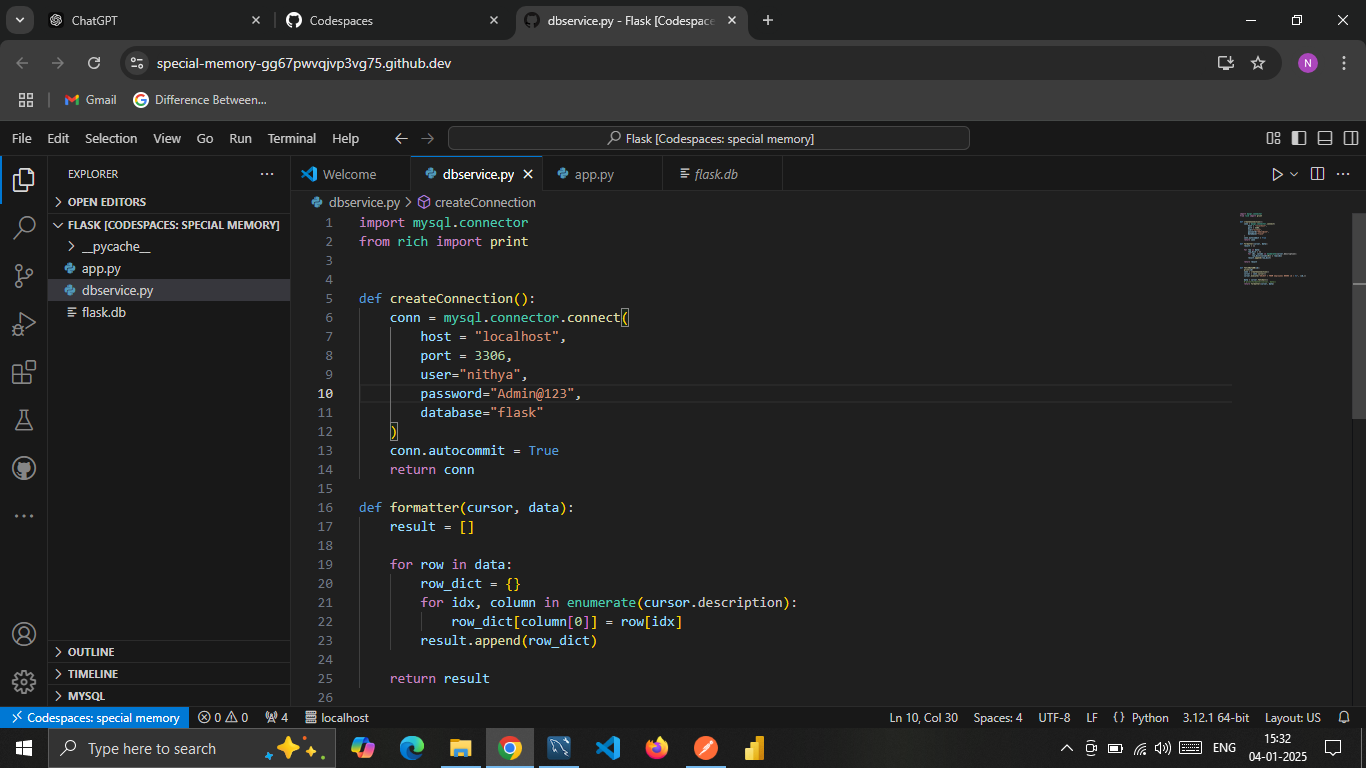 ChatGPT
Codespaces
dbservice.py - Flask [Codespace
special-memory-gg67pwvqjvp3vg75.github.dev
N
Gmail
Difference Between...
File Edit Selection View Go Run Terminal Help
Flask [Codespaces: special memory]
EXPLORER
OPEN EDITORS
FLASK [CODESPACES: SPECIAL MEMORY]
__pycache__
app.py
dbservice.py
flask.db
OUTLINE
TIMELINE
MYSQL
Welcome
dbservice.py
app.py
flask.db
dbservice.py > createConnection
1 import mysql.connector
2 from rich import print
3
4
5 def createConnection():
6     conn = mysql.connector.connect(
7         host = "localhost",
8         port = 3306,
9         user="nithya",
10         password="Admin@123",
11         database="flask"
12     )
13     conn.autocommit = True
14     return conn
15
16 def formatter(cursor, data):
17     result = []
18
19     for row in data:
20         row_dict = {}
21         for idx, column in enumerate(cursor.description):
22             row_dict[column[0]] = row[idx]
23         result.append(row_dict)
24
25     return result
26
Codespaces: special memory
0 0
4
localhost
Ln 10, Col 30
Spaces: 4
UTF-8
LF
{} Python
3.12.1 64-bit
Layout: US
Type here to search
ENG
15:32
04-01-2025